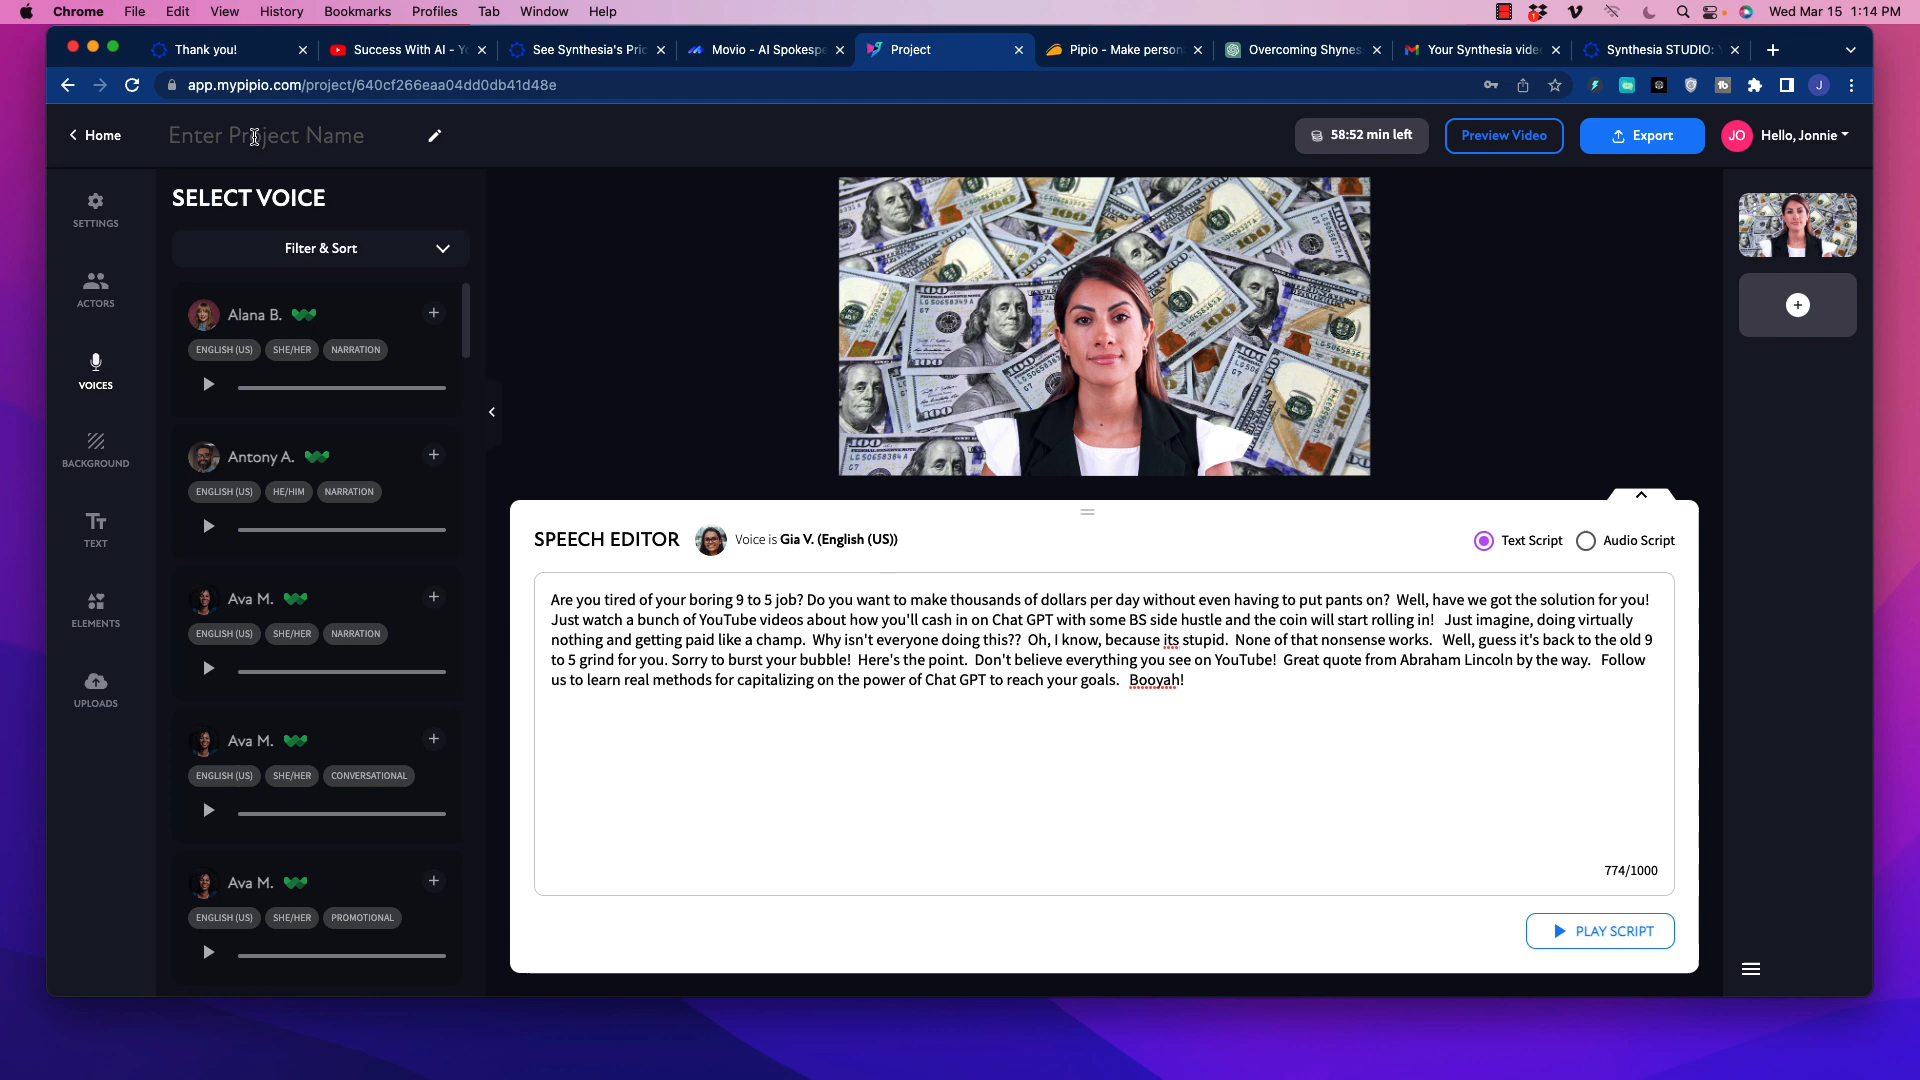 Chrome File Edit View History Bookmarks Profiles Tab Window Help
1
Wed Mar 15 1:14 PM
Thank you!
Success With AI - Yo
See Synthesia's Pric
Movio - AI Spokespe
Project
Pipio - Make person
Overcoming Shynes
Your Synthesia vide
Synthesia STUDIO: Y
app.mypipio.com/project/640cf266eaa04dd0db41d48e
tb
J
Home
Enter Project Name
58:52 min left
Preview Video
Export
JO
Hello, Jonnie
SETTINGS
ACTORS
VOICES
BACKGROUND
Tt
TEXT
ELEMENTS
UPLOADS
SELECT VOICE
Filter & Sort
Alana B.
ENGLISH (US) SHE/HER NARRATION
Antony A.
ENGLISH (US) HE/HIM NARRATION
Ava M.
ENGLISH (US) SHE/HER NARRATION
Ava M.
ENGLISH (US) SHE/HER CONVERSATIONAL
Ava M.
ENGLISH (US) SHE/HER PROMOTIONAL
SPEECH EDITOR
Voice is Gia V. (English (US))
Text Script
Audio Script
Are you tired of your boring 9 to 5 job? Do you want to make thousands of dollars per day without even having to put pants on? Well, have we got the solution for you!
Just watch a bunch of YouTube videos about how you'll cash in on Chat GPT with some BS side hustle and the coin will start rolling in! Just imagine, doing virtually
nothing and getting paid like a champ. Why isn't everyone doing this?? Oh, I know, because its stupid. None of that nonsense works. Well, guess it's back to the old 9
to 5 grind for you. Sorry to burst your bubble! Here's the point. Don't believe everything you see on YouTube! Great quote from Abraham Lincoln by the way. Follow
us to learn real methods for capitalizing on the power of Chat GPT to reach your goals. Booyah!
774/1000
PLAY SCRIPT